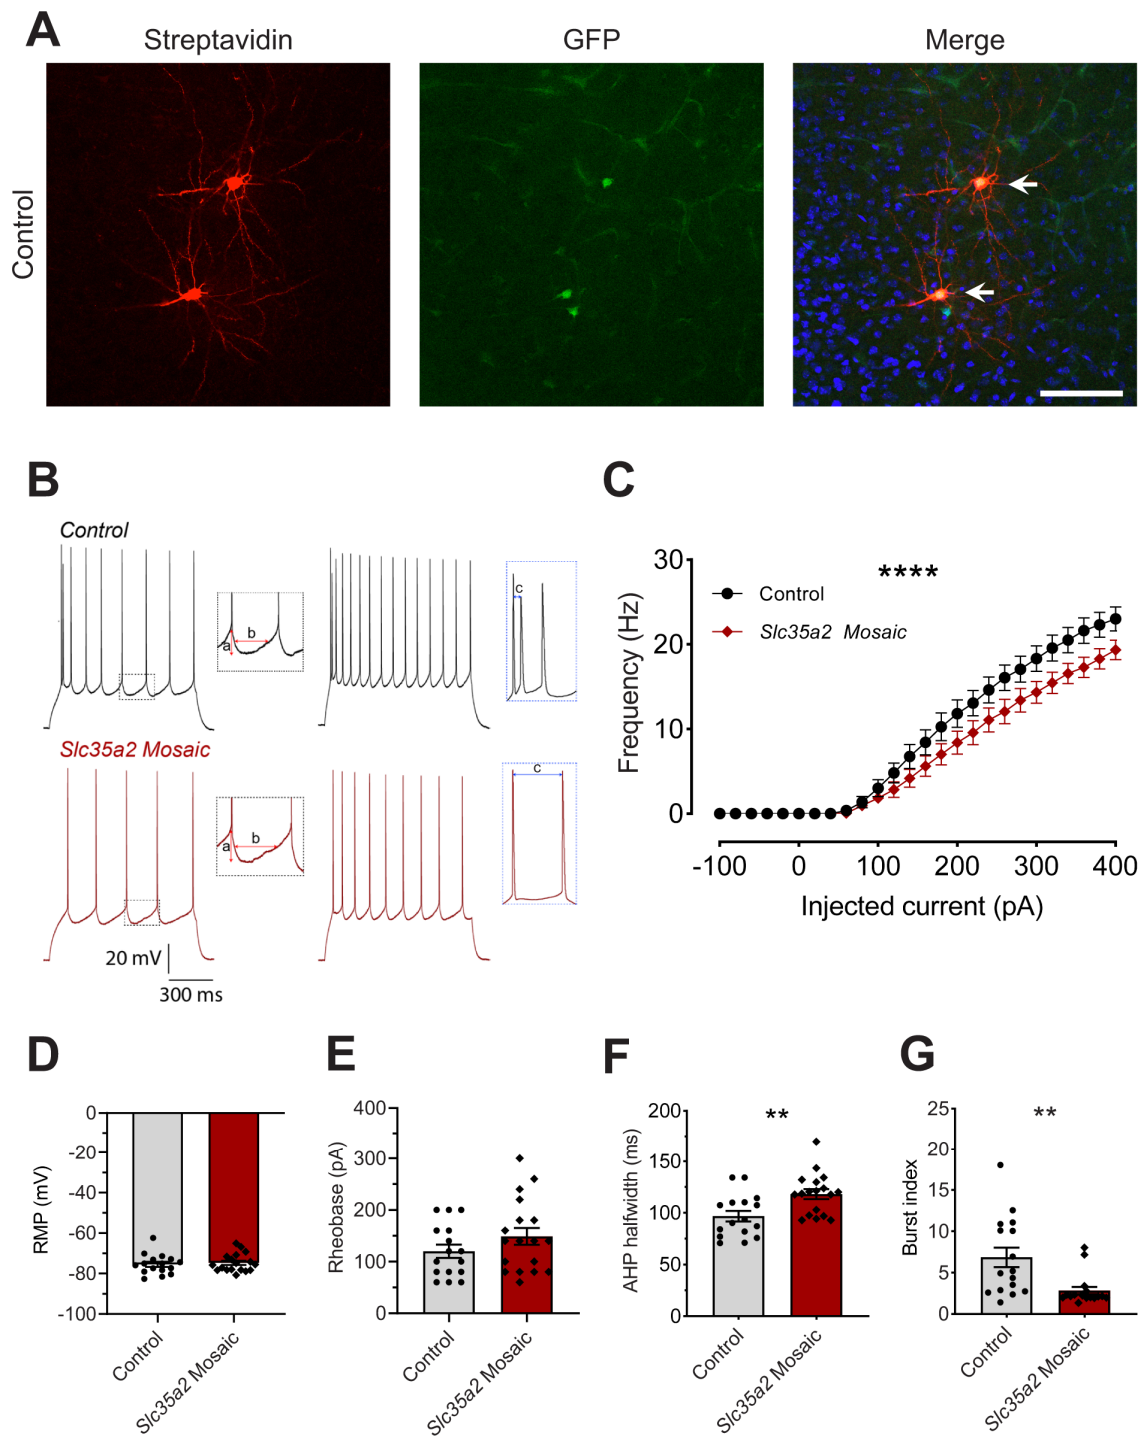 A
Streptavidin
GFP
Merge
Control
B
Control
a
b
c
Slc35a2 Mosaic
a
b
c
20 mV
300 ms
C
Frequency (Hz)
30
20
10
0
****
Control
Slc35a2 Mosaic
-100
0
100
200
300
400
Injected current (pA)
D
RMP (mV)
0
-20
-40
-60
-80
-100
Control
Slc35a2 Mosaic
E
Rheobase (pA)
400
300
200
100
0
Control
Slc35a2 Mosaic
F
AHP halfwidth (ms)
200
150
100
50
0
**
Control
Slc35a2 Mosaic
G
Burst index
25
20
15
10
5
0
**
Control
Slc35a2 Mosaic